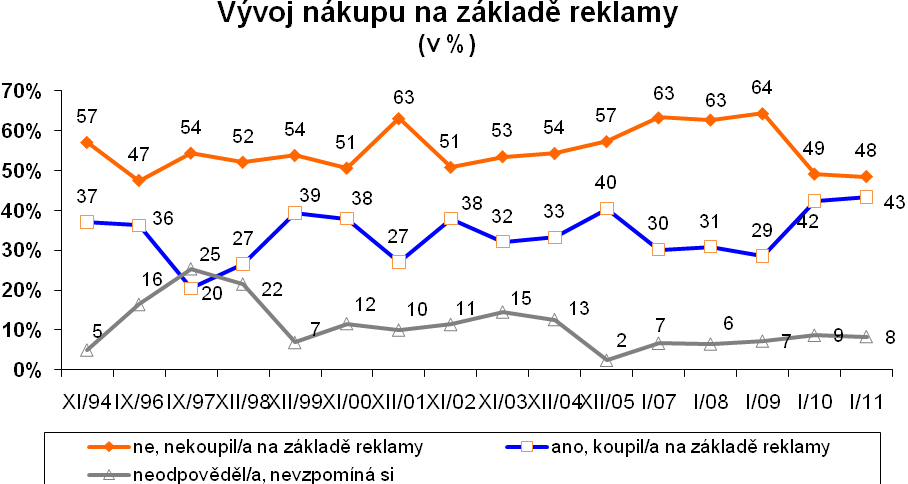 Vývoj nákupu na základě reklamy
(v %)
70%
60%
50%
40%
30%
20%
10%
0%
57 47 54 52 54 51 63 51 53 54 57 63 63 64 49 48
37 36 20 27 39 38 27 38 32 33 40 30 31 29 42 43
5 16 25 22 7 12 10 11 15 13 2 7 6 7 9 8
XI/94 IX/96 IX/97 XII/98 XII/99 XI/00 XII/01 XI/02 XI/03 XII/04 XII/05 I/07 I/08 I/09 I/10 I/11
ne, nekoupil/a na základě reklamy
ano, koupil/a na základě reklamy
neodpověděl/a, nevzpomíná si